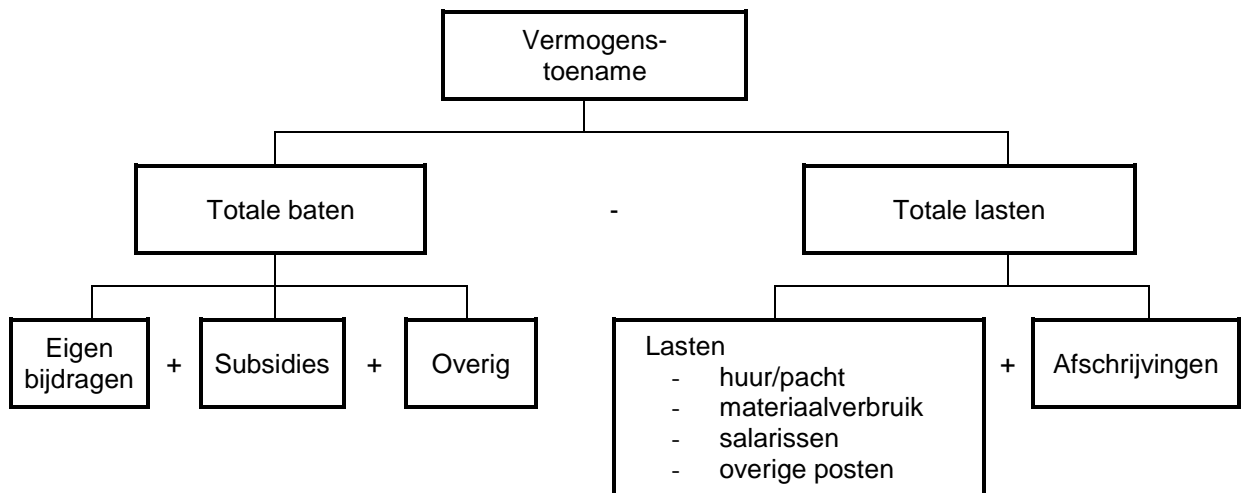 Vermogens-
toename
Totale baten
-
Totale lasten
Eigen
bijdragen
+
Subsidies
+
Overig
Lasten
- huur/pacht
- materiaalverbruik
- salarissen
- overige posten
+
Afschrijvingen